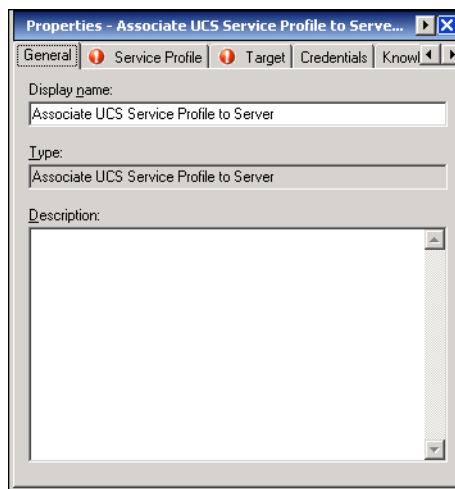 Properties - Associate UCS Service Profile to Serve...
General Service Profile Target Credentials Knowl
Display name:
Associate UCS Service Profile to Server
Type:
Associate UCS Service Profile to Server
Description: